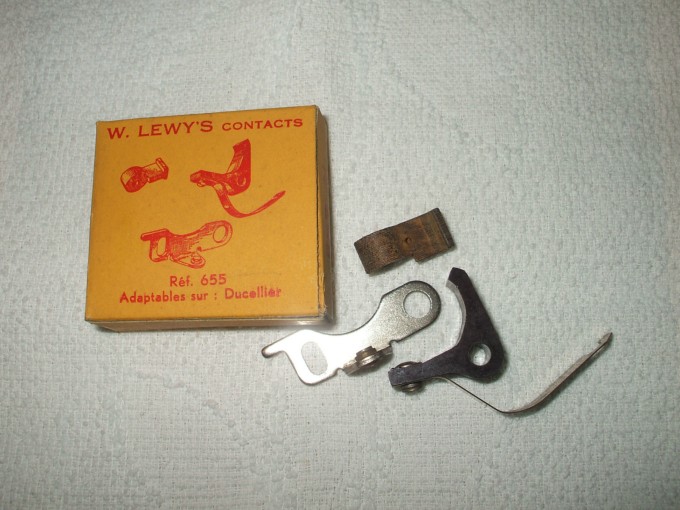 W. LEWY'S CONTACTS
Réf. 655
Adaptables sur : Ducellier